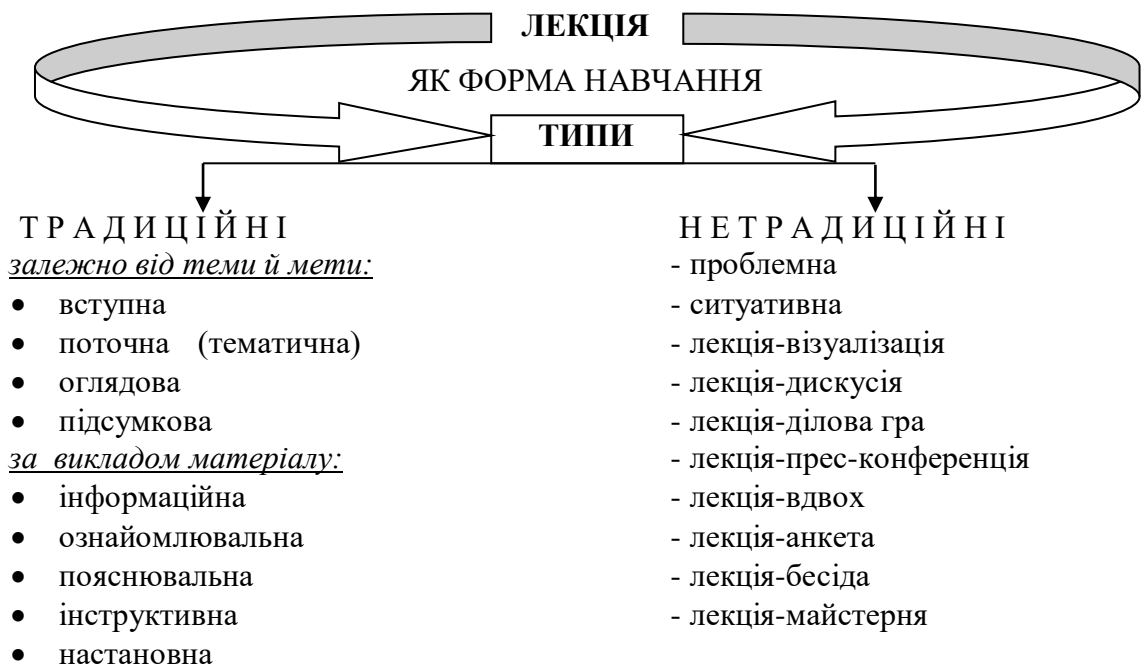 ЛЕКЦІЯ
ЯК ФОРМА НАВЧАННЯ
ТИПИ
Т Р А Д И Ц І Й Н І
залежно від теми й мети:
• вступна
• поточна (тематична)
• оглядова
• підсумкова
за викладом матеріалу:
• інформаційна
• ознайомлювальна
• пояснювальна
• інструктивна
• настановна
Н Е Т Р А Д И Ц І Й Н І
- проблемна
- ситуативна
- лекція-візуалізація
- лекція-дискусія
- лекція-ділова гра
- лекція-прес-конференція
- лекція-вдвох
- лекція-анкета
- лекція-бесіда
- лекція-майстерня